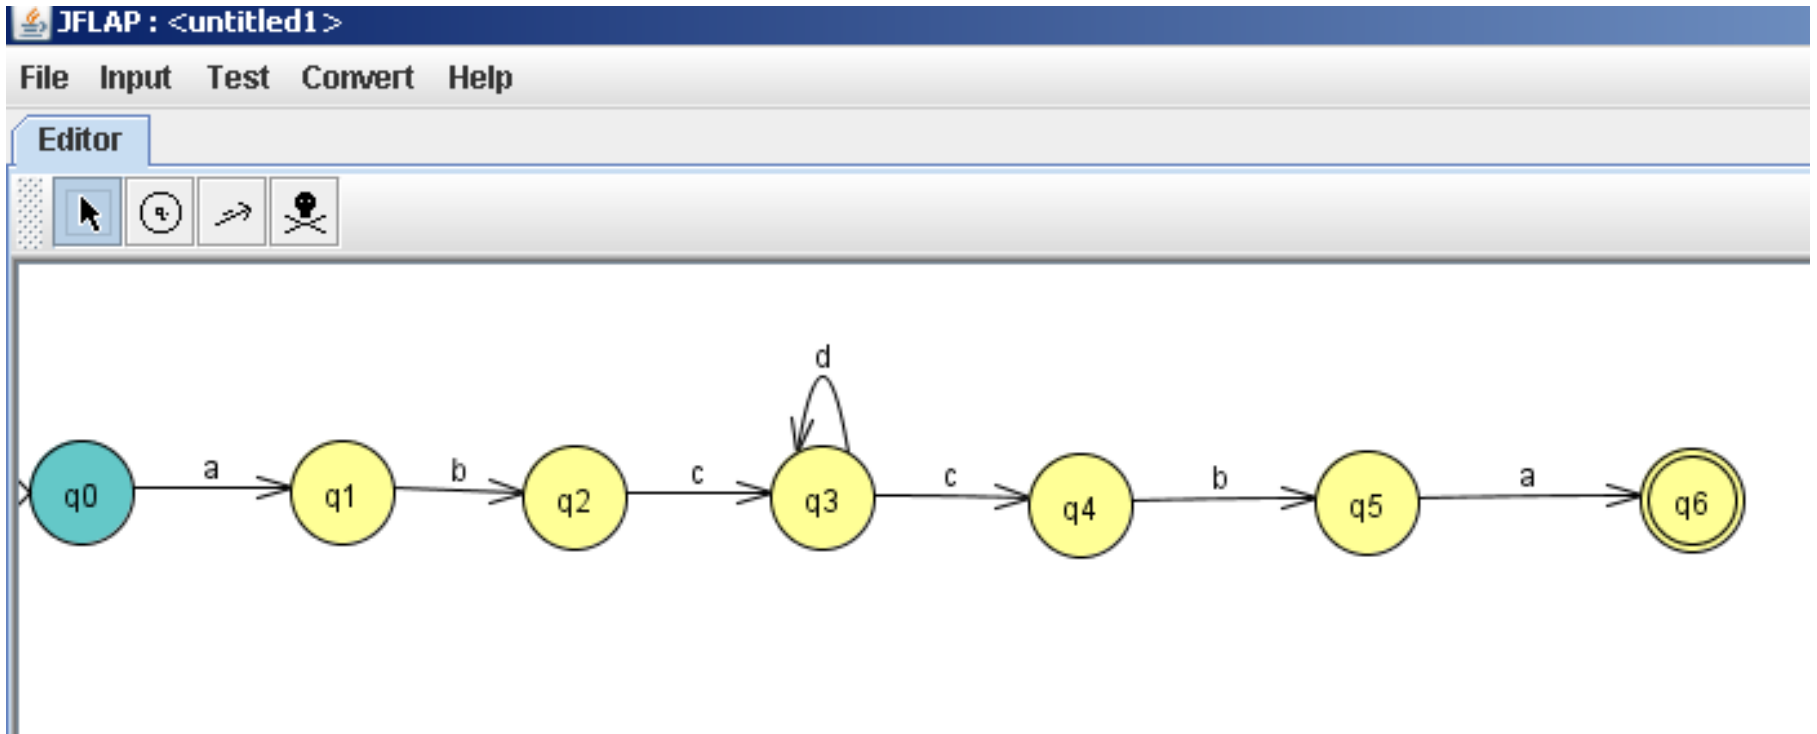 JFLAP : <untitled1>
File Input Test Convert Help
Editor
q
d
a b c c b a
q0 q1 q2 q3 q4 q5 q6